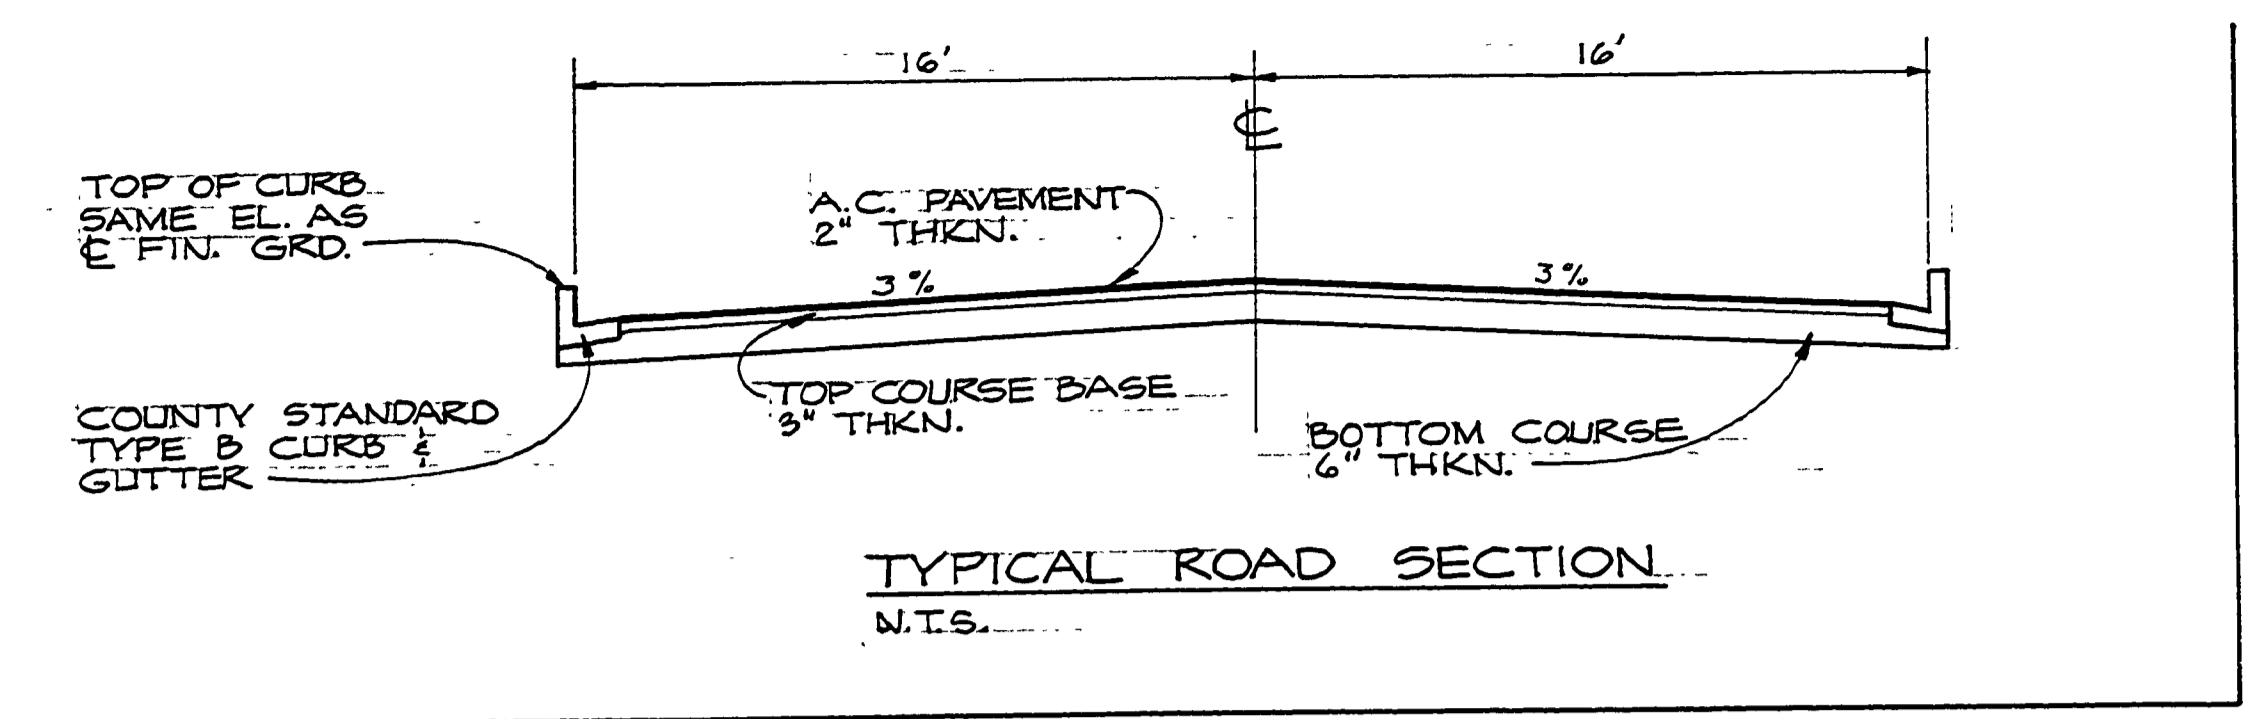 16'
16'
℄
TOP OF CURB
SAME EL. AS
℄ FIN. GRD.
A.C. PAVEMENT
2" THKN.
3%
3%
TOP COURSE BASE
3" THKN.
COUNTY STANDARD
TYPE B CURB &
GUTTER
BOTTOM COURSE
6" THKN.
TYPICAL ROAD SECTION
N.T.S.